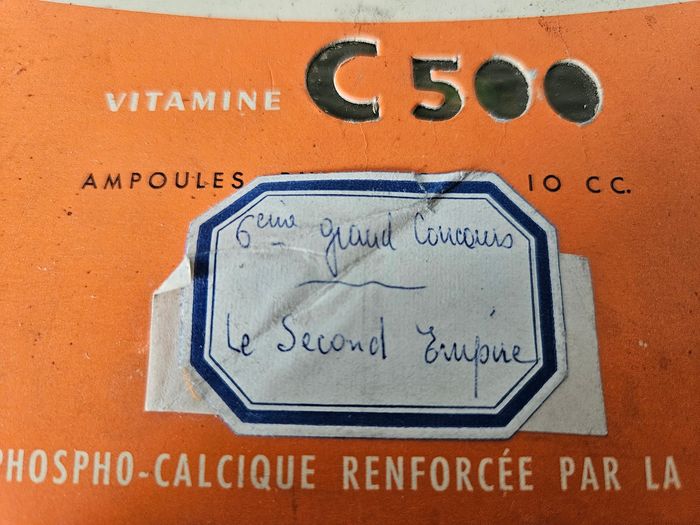 VITAMINE C 500
AMPOULES 10 CC.
6ème grand Concours
Le Second Empire
PHOSPHO-CALCIQUE RENFORCÉE PAR LA